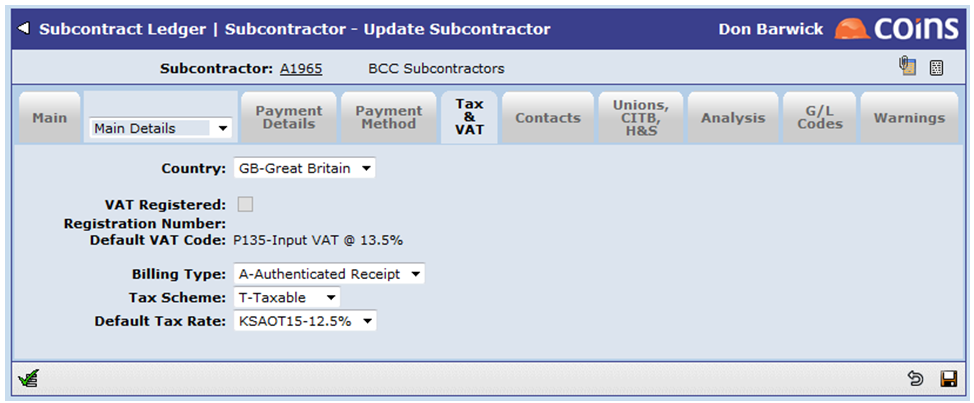 Subcontract Ledger | Subcontractor - Update Subcontractor Don Barwick coins
Subcontractor: A1965 BCC Subcontractors
Main
Main Details
Payment Details
Payment Method
Tax & VAT
Contacts
Unions, CITB, H&S
Analysis
G/L Codes
Warnings
Country: GB-Great Britain
VAT Registered:
Registration Number:
Default VAT Code: P135-Input VAT @ 13.5%
Billing Type: A-Authenticated Receipt
Tax Scheme: T-Taxable
Default Tax Rate: KSAOT15-12.5%